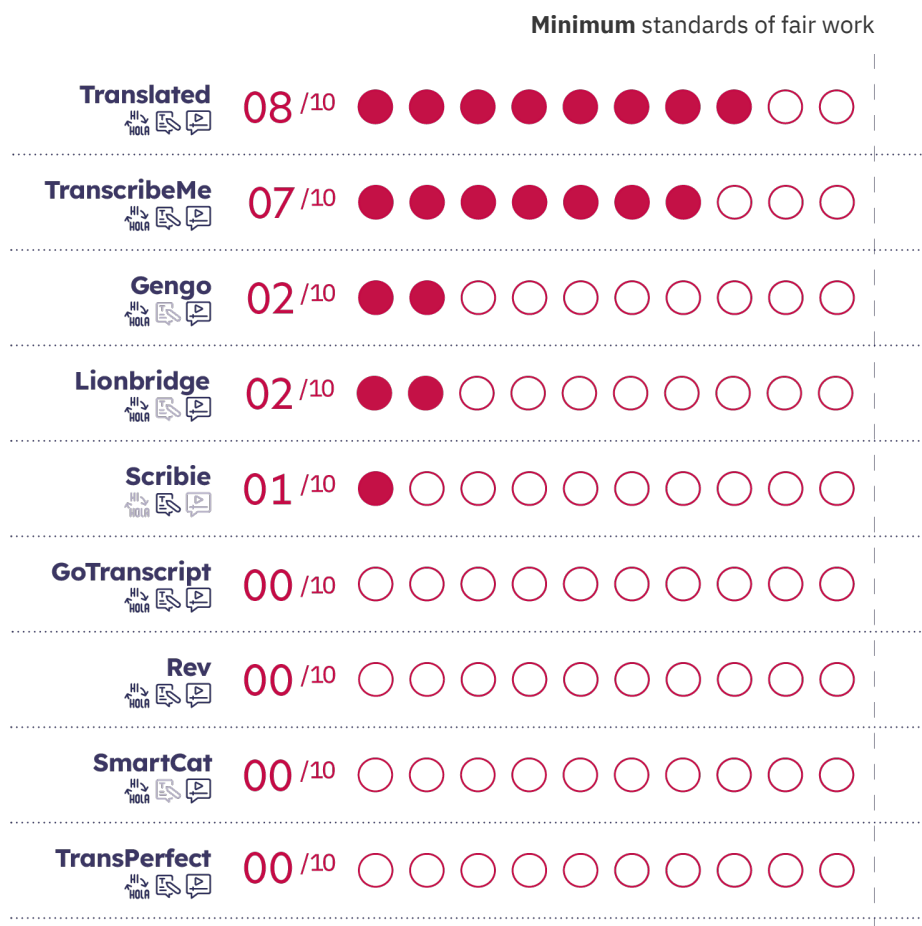 Minimum standards of fair work
Translated
08 /10
HI
HOLA
TranscribeMe
07 /10
HI
HOLA
Gengo
02 /10
HI
HOLA
Lionbridge
02 /10
HI
HOLA
Scribie
01 /10
HI
HOLA
GoTranscript
00 /10
HI
HOLA
Rev
00 /10
HI
HOLA
SmartCat
00 /10
HI
HOLA
TransPerfect
00 /10
HI
HOLA